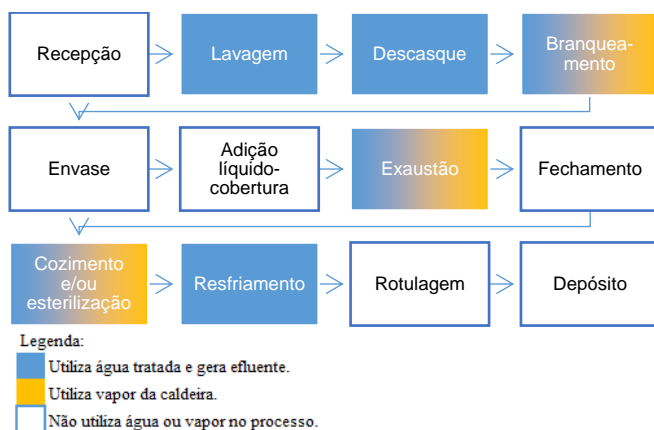 Recepção
Lavagem
Descasque
Branquea-
mento
Envase
Adição
líquido-
cobertura
Exaustão
Fechamento
Cozimento
e/ou
esterilização
Resfriamento
Rotulagem
Depósito
Legenda:
Utiliza água tratada e gera efluente.
Utiliza vapor da caldeira.
Não utiliza água ou vapor no processo.